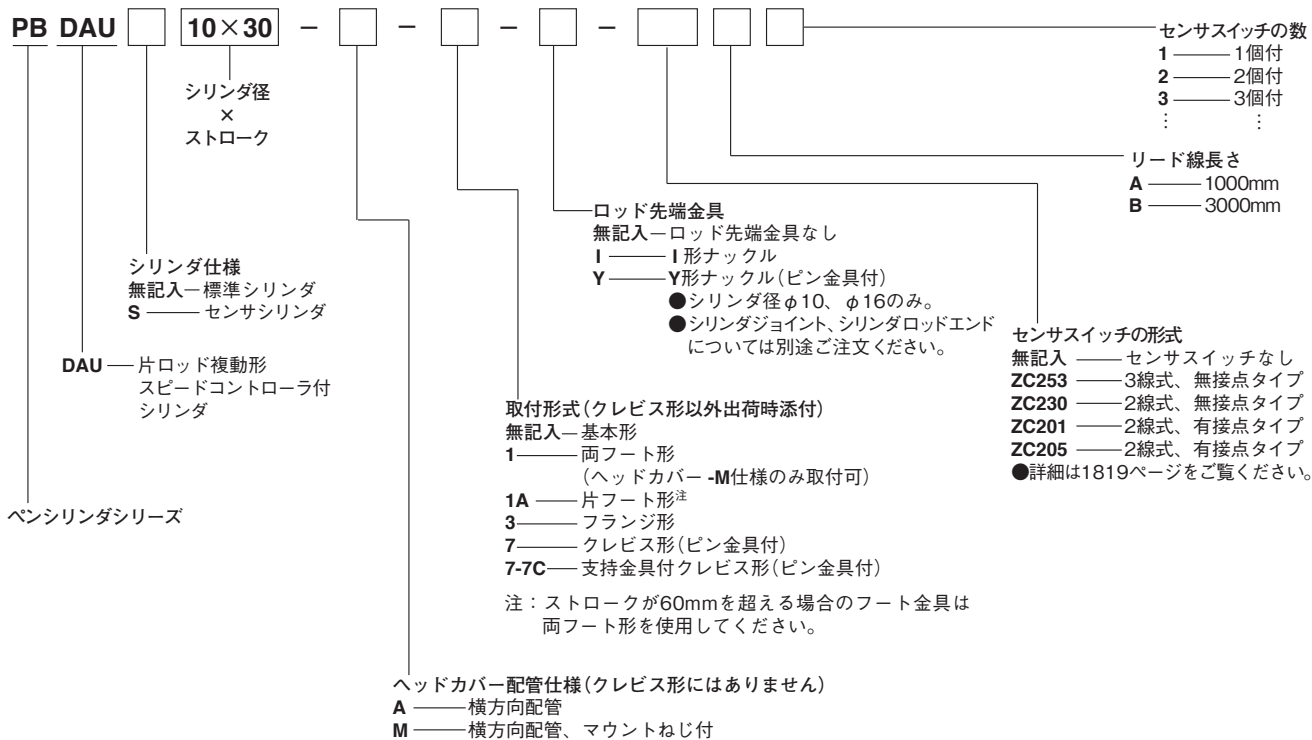 PB DAU □ 10×30 - □ - □ - □ - □ □ □
シリンダ径
×
ストローク
センサスイッチの数
1 ――― 1個付
2 ――― 2個付
3 ――― 3個付
⋮ ⋮
リード線長さ
A ――― 1000mm
B ――― 3000mm
ロッド先端金具
無記入―ロッド先端金具なし
I ――― I 形ナックル
Y ――― Y形ナックル(ピン金具付)
●シリンダ径φ10、φ16のみ。
●シリンダジョイント、シリンダロッドエンド
については別途ご注文ください。
シリンダ仕様
無記入―標準シリンダ
S ――― センサシリンダ
センサスイッチの形式
無記入 ――― センサスイッチなし
ZC253 ――― 3線式、無接点タイプ
ZC230 ――― 2線式、無接点タイプ
ZC201 ――― 2線式、有接点タイプ
ZC205 ――― 2線式、有接点タイプ
●詳細は1819ページをご覧ください。
DAU ― 片ロッド複動形
スピードコントローラ付
シリンダ
取付形式(クレビス形以外出荷時添付)
無記入―基本形
1 ――― 両フート形
(ヘッドカバー -M仕様のみ取付可)
1A ――― 片フート形注
3 ――― フランジ形
7 ――― クレビス形(ピン金具付)
7-7C ― 支持金具付クレビス形(ピン金具付)
注:ストロークが60mmを超える場合のフート金具は
両フート形を使用してください。
ペンシリンダシリーズ
ヘッドカバー配管仕様(クレビス形にはありません)
A ――― 横方向配管
M ――― 横方向配管、マウントねじ付